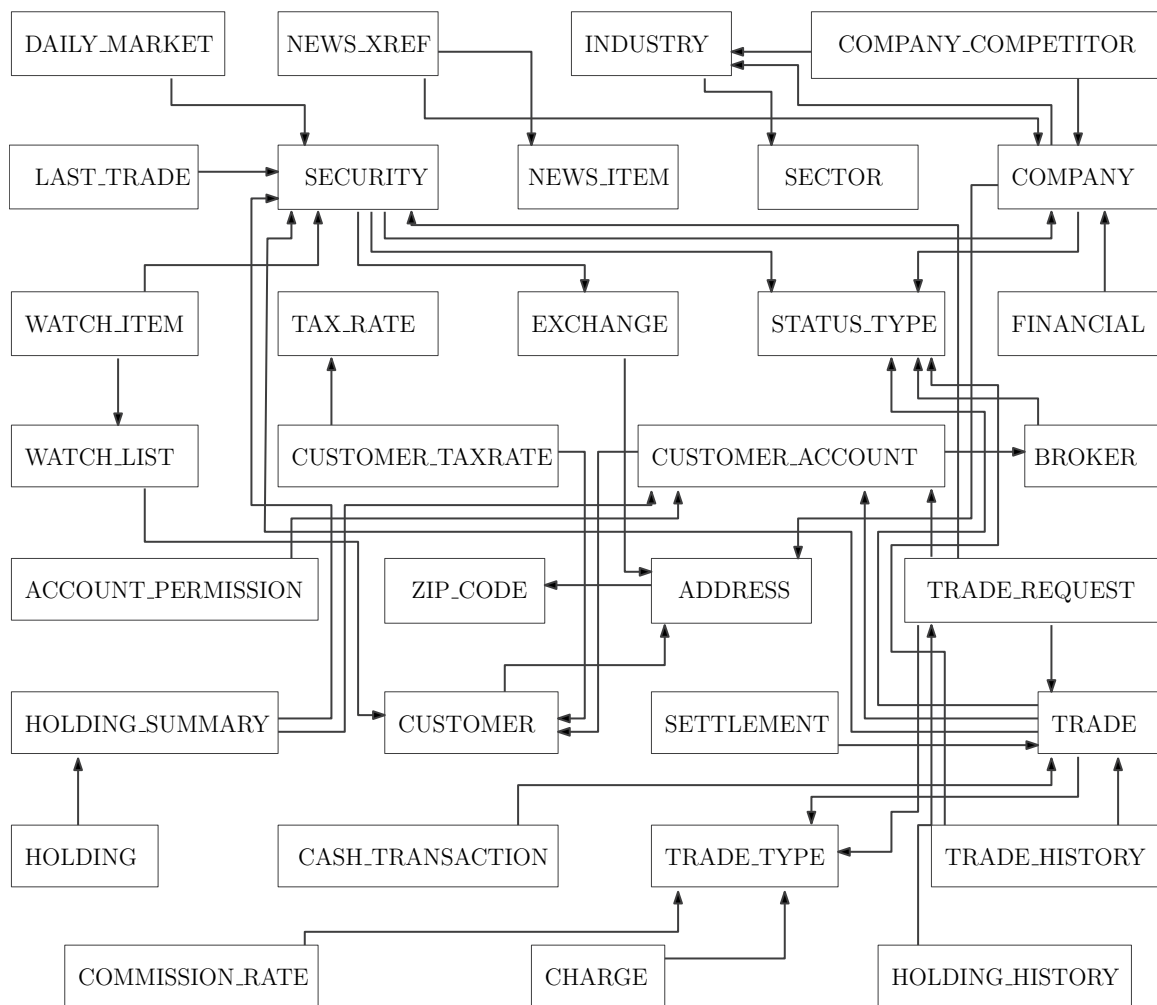 DAILY_MARKET
NEWS_XREF
INDUSTRY
COMPANY_COMPETITOR
LAST_TRADE
SECURITY
NEWS_ITEM
SECTOR
COMPANY
WATCH_ITEM
TAX_RATE
EXCHANGE
STATUS_TYPE
FINANCIAL
WATCH_LIST
CUSTOMER_TAXRATE
CUSTOMER_ACCOUNT
BROKER
ACCOUNT_PERMISSION
ZIP_CODE
ADDRESS
TRADE_REQUEST
HOLDING_SUMMARY
CUSTOMER
SETTLEMENT
TRADE
HOLDING
CASH_TRANSACTION
TRADE_TYPE
TRADE_HISTORY
COMMISSION_RATE
CHARGE
HOLDING_HISTORY